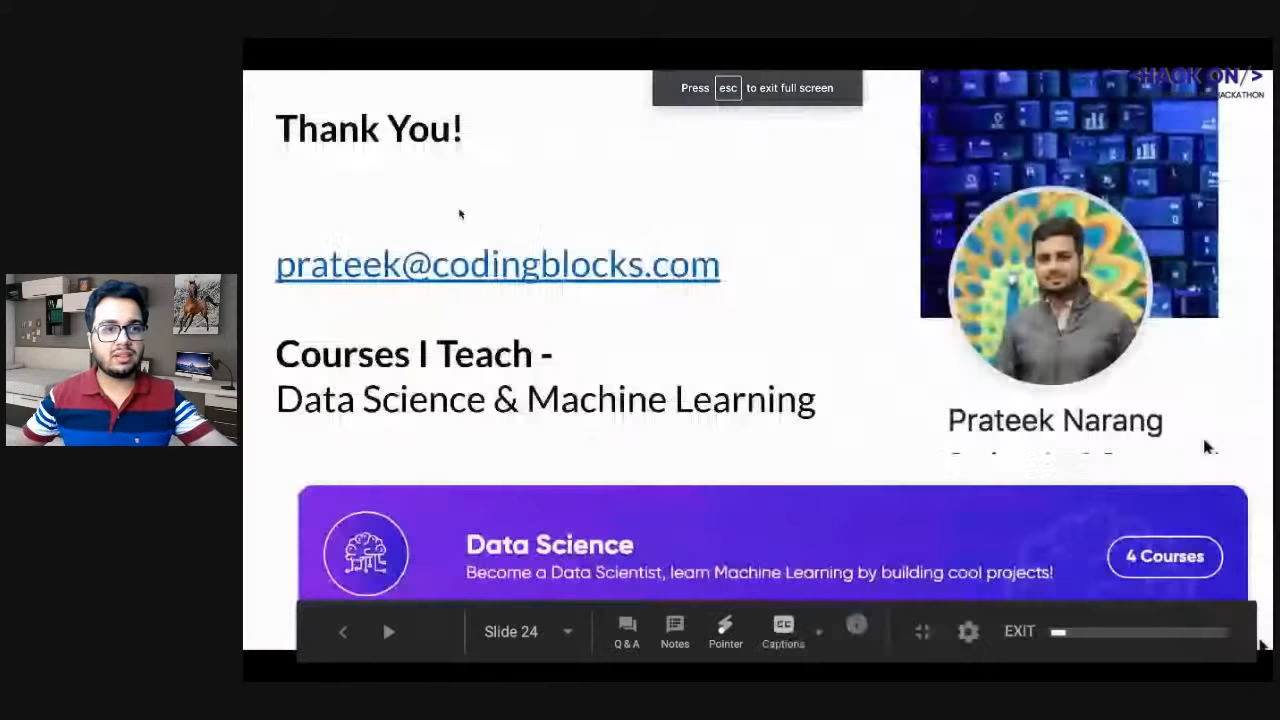 <HACK ON/>
HACKATHON
Press esc to exit full screen
Thank You!
prateek@codingblocks.com
Courses I Teach -
Data Science & Machine Learning
Prateek Narang
Data Science
Become a Data Scientist, learn Machine Learning by building cool projects!
4 Courses
Slide 24
Q & A
Notes
Pointer
CC
Captions
EXIT